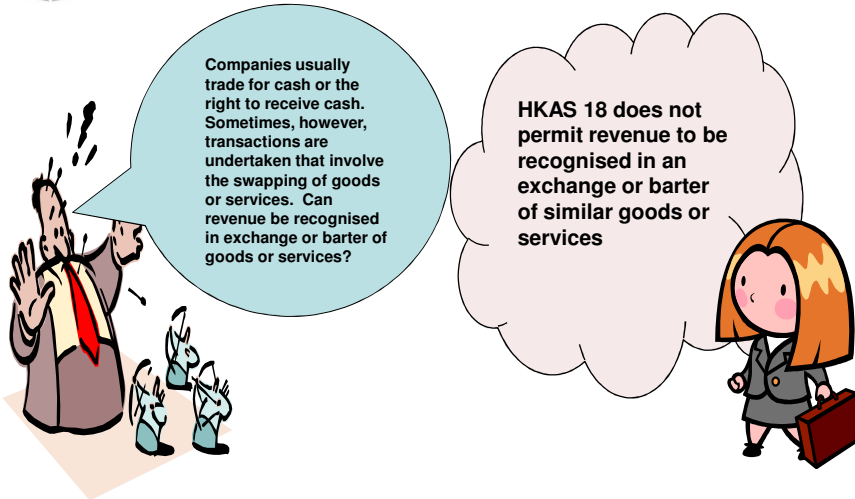 Companies usually
trade for cash or the
right to receive cash.
Sometimes, however,
transactions are
undertaken that involve
the swapping of goods
or services. Can
revenue be recognised
in exchange or barter of
goods or services?
HKAS 18 does not
permit revenue to be
recognised in an
exchange or barter
of similar goods or
services